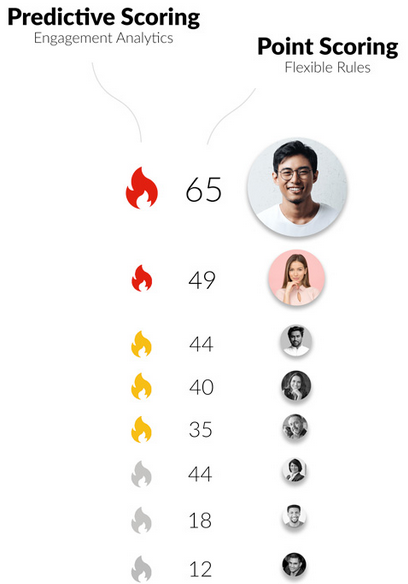 Predictive Scoring
Engagement Analytics
Point Scoring
Flexible Rules
65
49
44
40
35
44
18
12